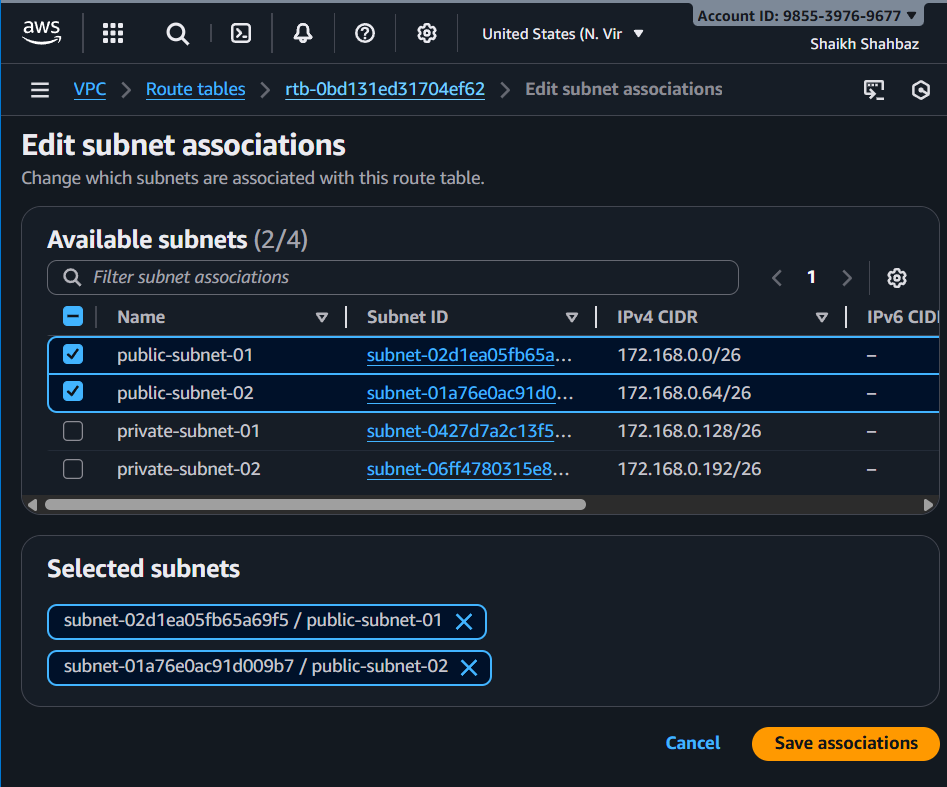 aws
United States (N. Vir
Account ID: 9855-3976-9677
Shaikh Shahbaz
VPC > Route tables > rtb-0bd131ed31704ef62 > Edit subnet associations
Edit subnet associations
Change which subnets are associated with this route table.
Available subnets (2/4)
Filter subnet associations
1
Name Subnet ID IPv4 CIDR IPv6 CID
public-subnet-01 subnet-02d1ea05fb65a... 172.168.0.0/26 –
public-subnet-02 subnet-01a76e0ac91d0... 172.168.0.64/26 –
private-subnet-01 subnet-0427d7a2c13f5... 172.168.0.128/26 –
private-subnet-02 subnet-06ff4780315e8... 172.168.0.192/26 –
Selected subnets
subnet-02d1ea05fb65a69f5 / public-subnet-01
subnet-01a76e0ac91d009b7 / public-subnet-02
Cancel
Save associations